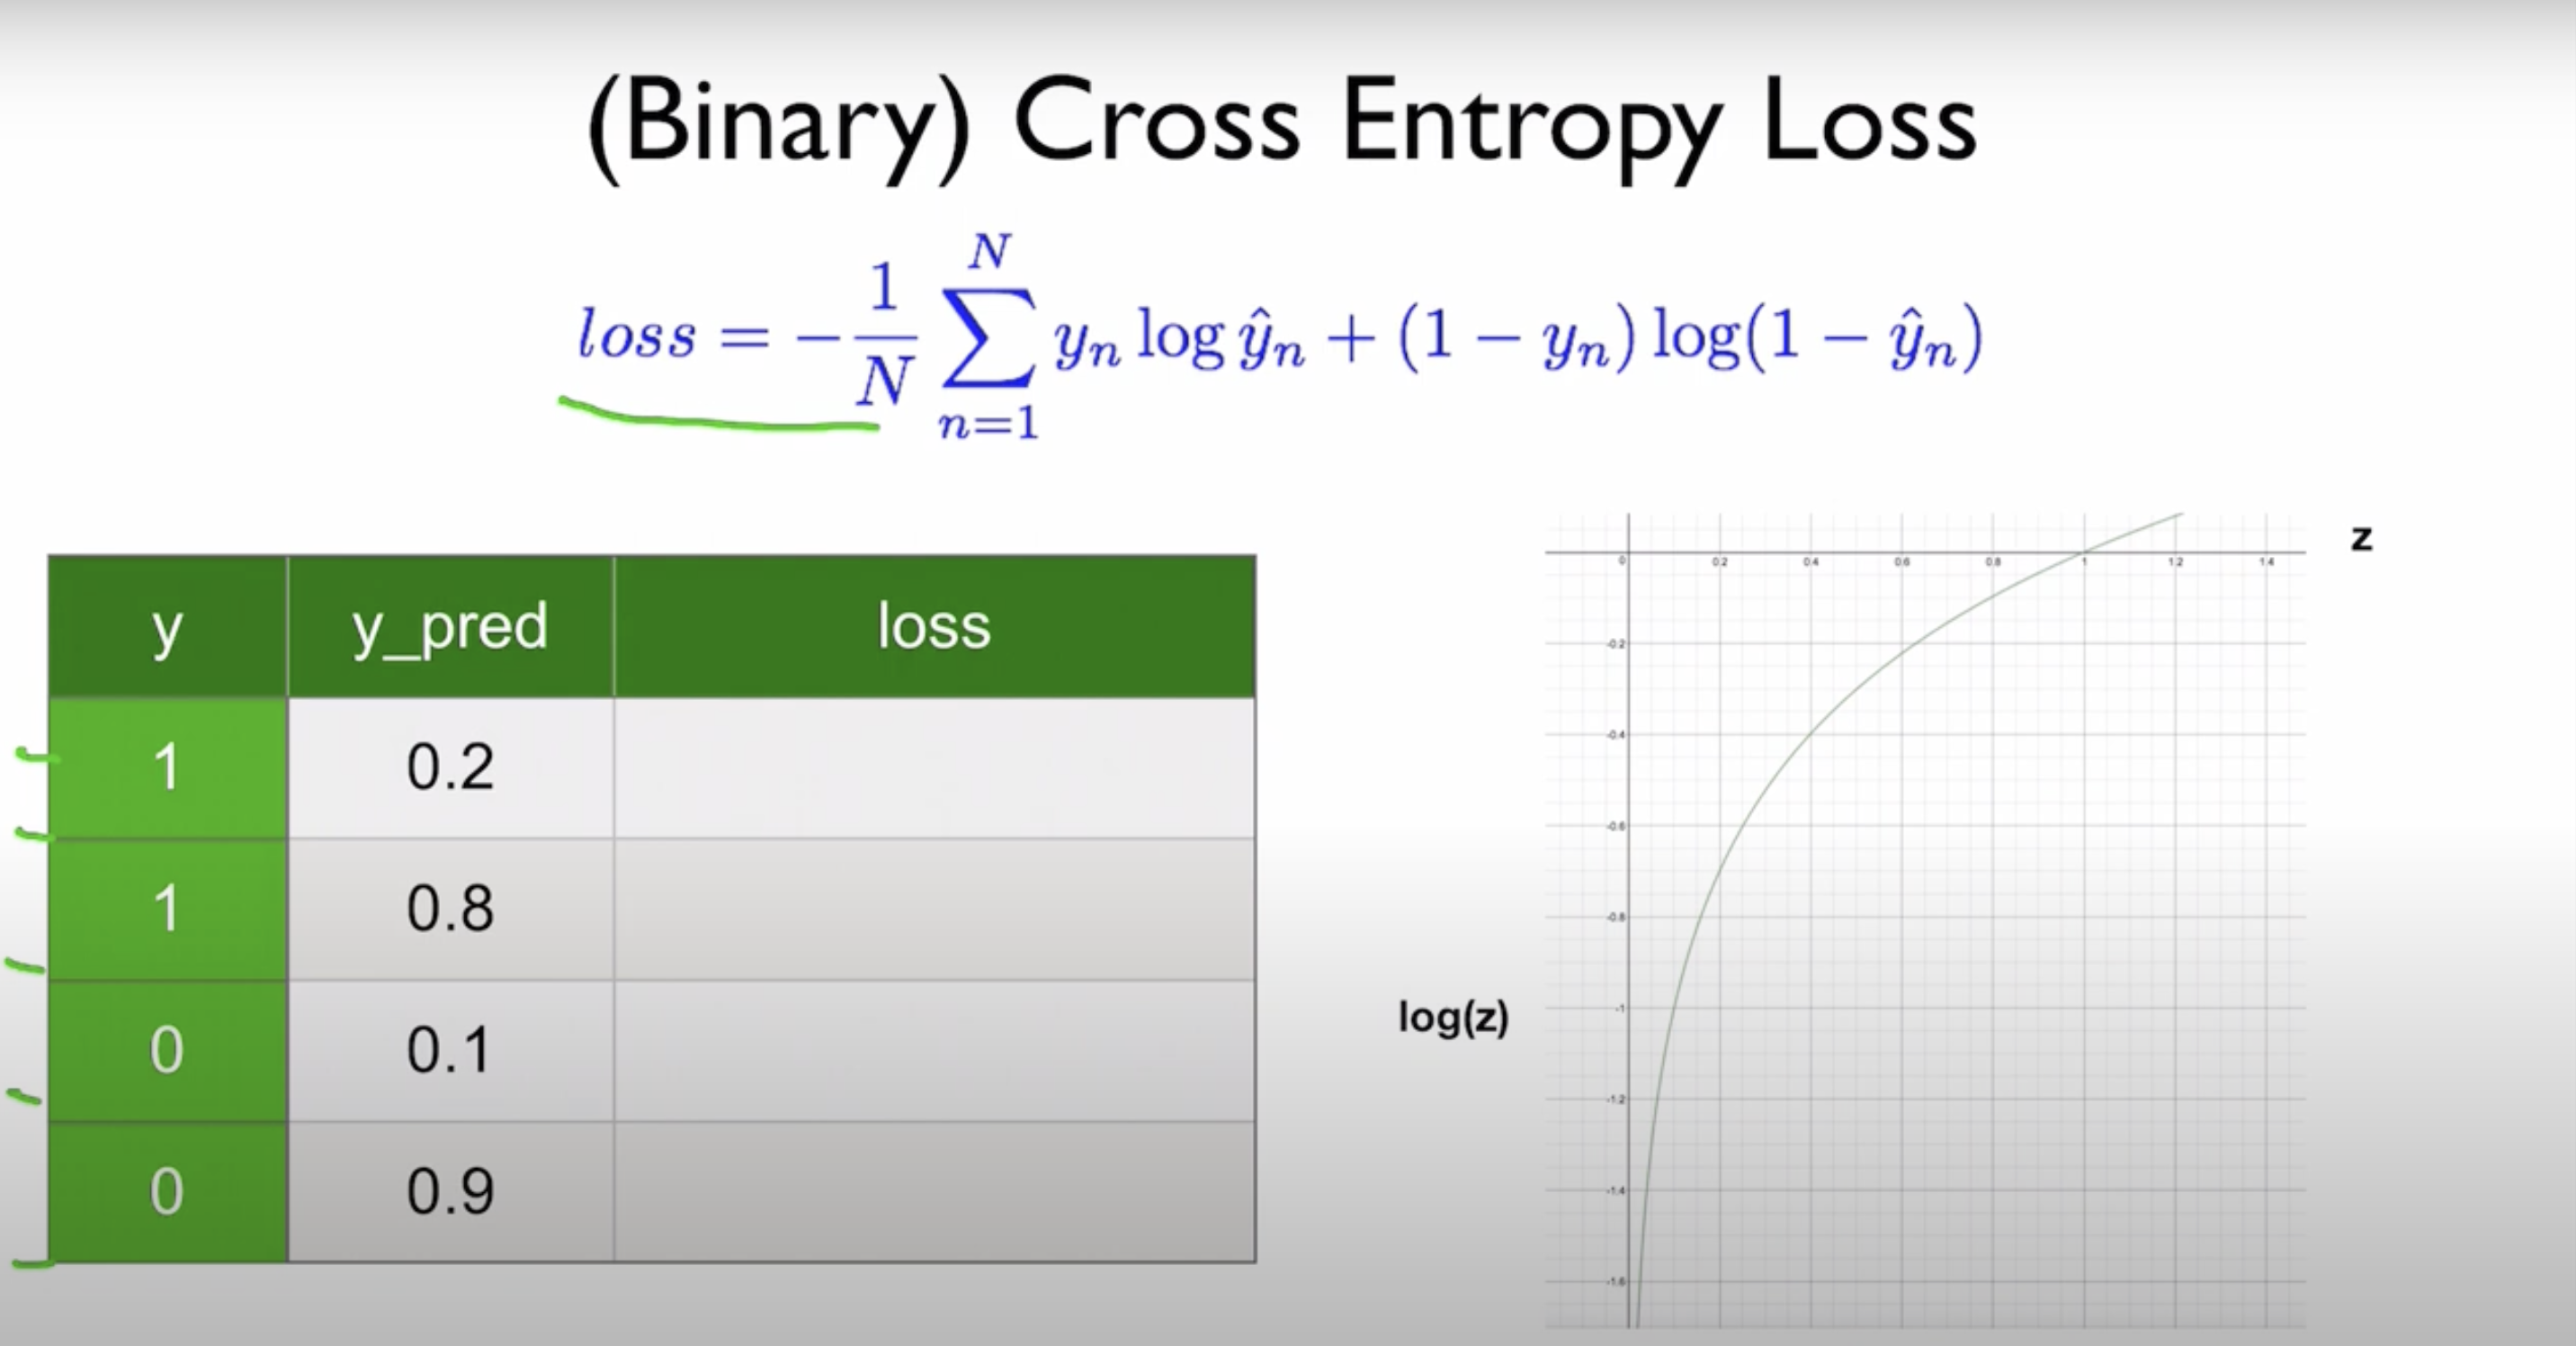 (Binary) Cross Entropy Loss
loss = -\frac{1}{N} \sum_{n=1}^{N} y_n \log \hat{y}_n + (1 - y_n) \log(1 - \hat{y}_n)
y y_pred loss
1 0.2
1 0.8
0 0.1
0 0.9
z
0 0.2 0.4 0.6 0.8 1 1.2 1.4
-0.2
-0.4
-0.6
-0.8
-1
log(z)
-1.2
-1.4
-1.6